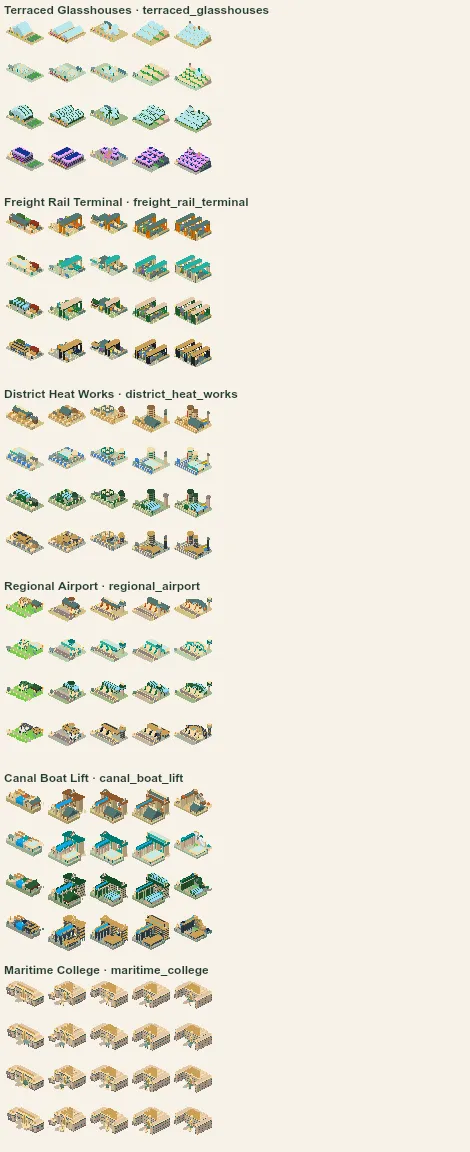 Terraced Glasshouses · terraced_glasshouses
Freight Rail Terminal · freight_rail_terminal
District Heat Works · district_heat_works
Regional Airport · regional_airport
Canal Boat Lift · canal_boat_lift
Maritime College · maritime_college